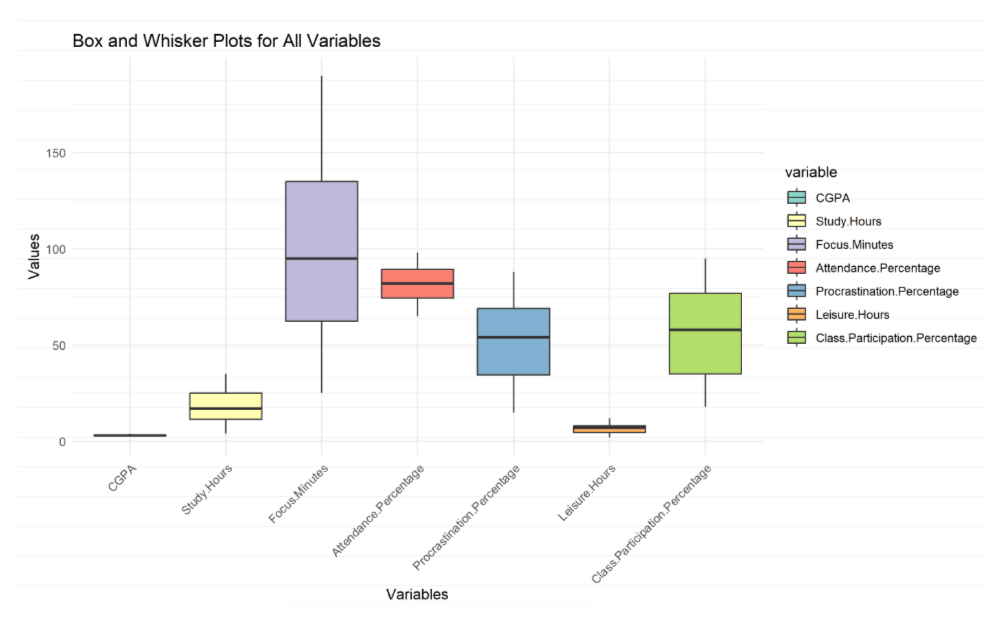 Box and Whisker Plots for All Variables
150
100
50
0
Values
CGPA
Study.Hours
Focus.Minutes
Attendance.Percentage
Procrastination.Percentage
Leisure.Hours
Class.Participation.Percentage
Variables
variable
CGPA
Study.Hours
Focus.Minutes
Attendance.Percentage
Procrastination.Percentage
Leisure.Hours
Class.Participation.Percentage